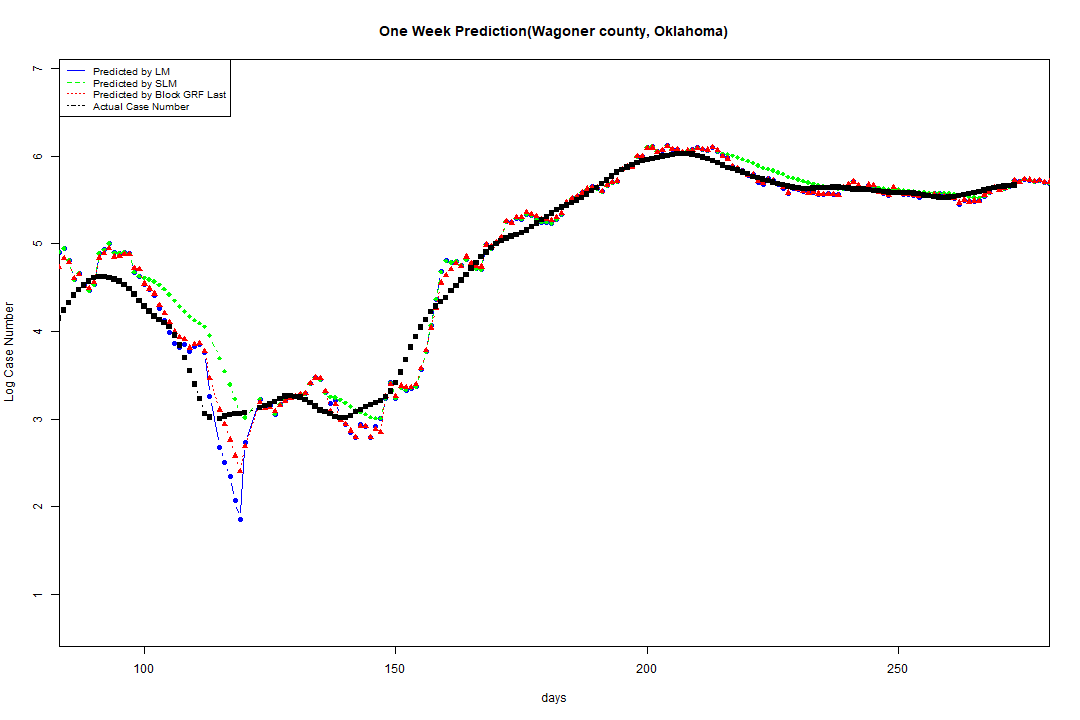 One Week Prediction(Wagoner county, Oklahoma)
Predicted by LM
Predicted by SLM
Predicted by Block GRF Last
Actual Case Number
7
6
5
4
3
2
1
Log Case Number
100 150 200 250
days